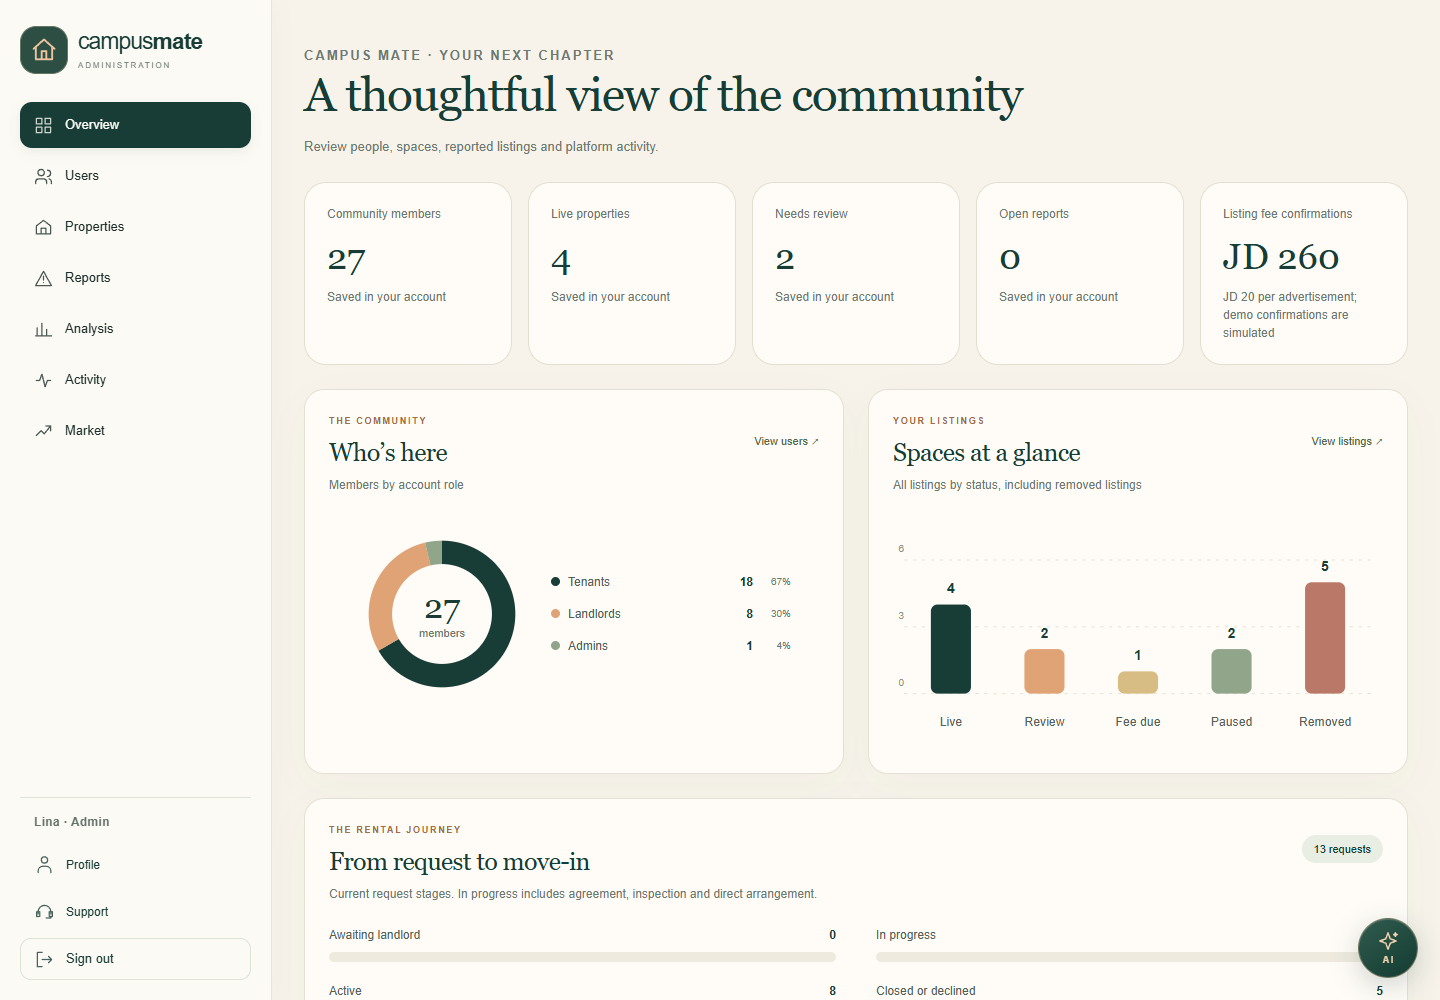 campusmate
ADMINISTRATION
Overview
Users
Properties
Reports
Analysis
Activity
Market
Lina · Admin
Profile
Support
Sign out
CAMPUS MATE · YOUR NEXT CHAPTER
A thoughtful view of the community
Review people, spaces, reported listings and platform activity.
Community members
27
Saved in your account
Live properties
4
Saved in your account
Needs review
2
Saved in your account
Open reports
0
Saved in your account
Listing fee confirmations
JD 260
JD 20 per advertisement;
demo confirmations are
simulated
THE COMMUNITY
Who’s here
View users ↗
Members by account role
27
members
Tenants 18 67%
Landlords 8 30%
Admins 1 4%
YOUR LISTINGS
Spaces at a glance
View listings ↗
All listings by status, including removed listings
6
3
0
4
2
1
2
5
Live Review Fee due Paused Removed
THE RENTAL JOURNEY
From request to move-in
13 requests
Current request stages. In progress includes agreement, inspection and direct arrangement.
Awaiting landlord 0
In progress
Active 8
Closed or declined 5
AI